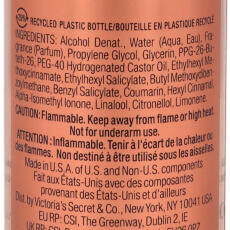 RECYCLED PLASTIC BOTTLE/BOUTEILLE EN PLASTIQUE RECYCLÉ
INGREDIENTS: Alcohol Denat., Water (Aqua, Eau), Fra-
grance (Parfum), Propylene Glycol, Glycerin, PPG-26-Bu-
teth-26, PEG-40 Hydrogenated Castor Oil, Ethylhexyl Me-
thoxycinnamate, Ethylhexyl Salicylate, Butyl Methoxydiben-
zoylmethane, Benzyl Salicylate, Coumarin, Hexyl Cinnamal,
Alpha-Isomethyl Ionone, Linalool, Citronellol, Limonene.
CAUTION: Flammable. Keep away from flame or high heat.
Not for underarm use.
ATTENTION : Inflammable. Tenir à l'écart de la chaleur ou
des flammes. Non destiné à être utilisé sous les aisselles.
Made in U.S.A. of U.S. and Non-U.S. components
Fait aux États-Unis avec des composantes
provenant des États-Unis et d'ailleurs
Dist. by Victoria's Secret & Co., New York, NY 10041 USA
EU RP: CSI, The Greenway, Dublin 2, IE
UK RP: CSI,